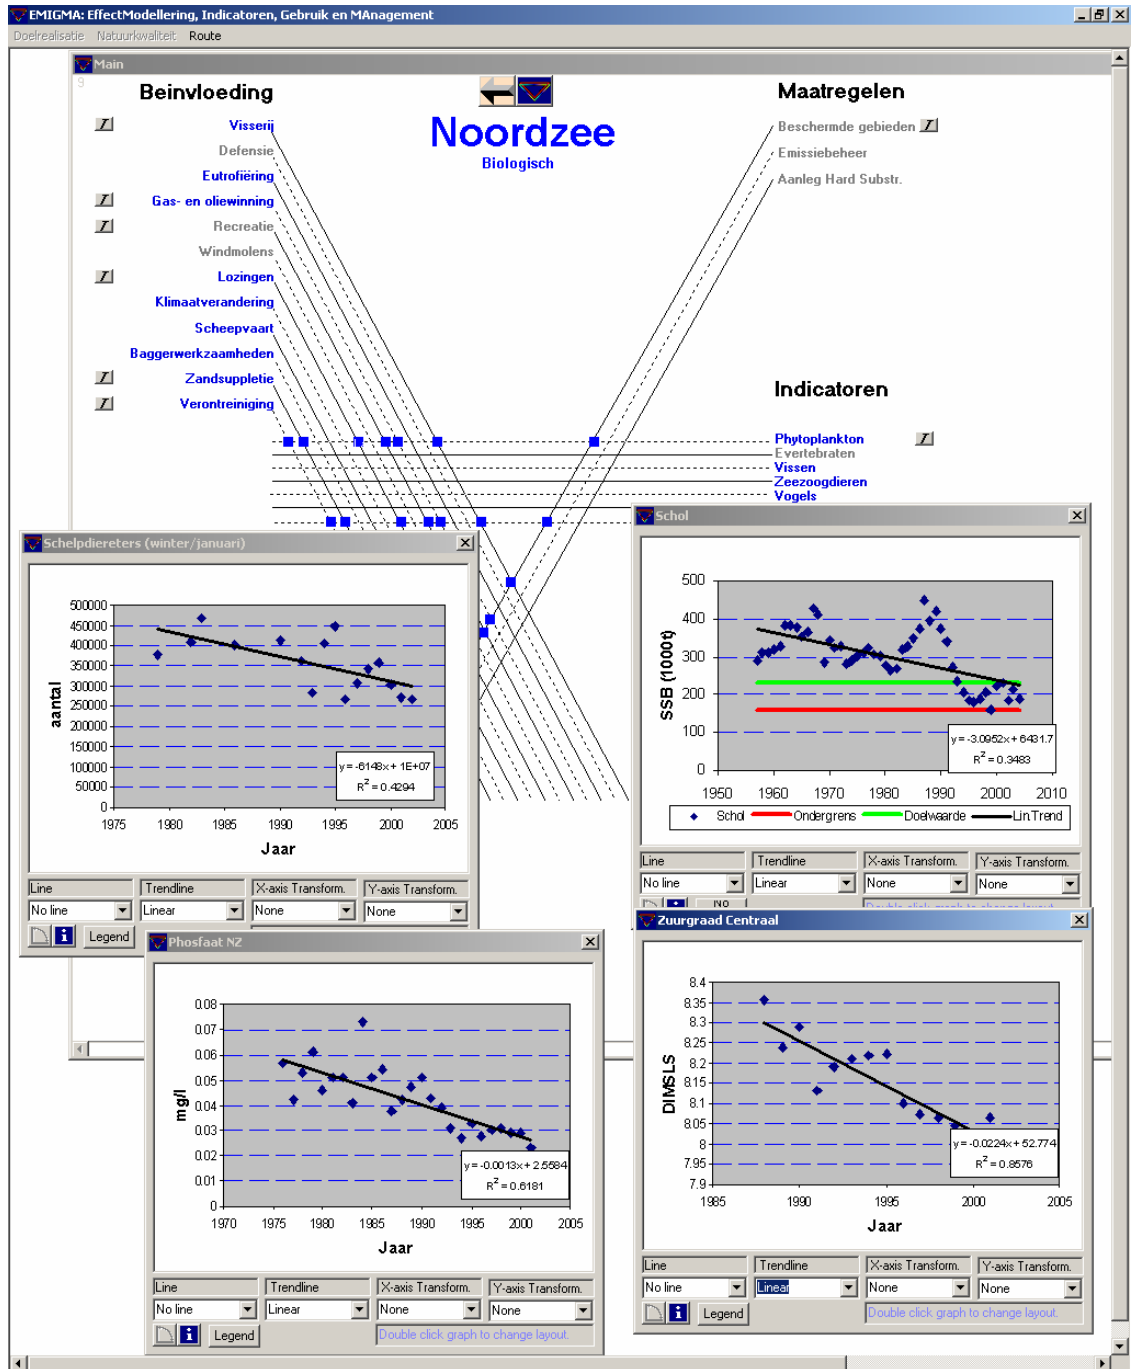 EMIGMA: EffectModellering, Indicatoren, Gebruik en MAnagement
Doelrealisatie Natuurkwaliteit Route
Main
9
Beinvloeding
Maatregelen
Noordzee
Biologisch
Visserij
Defensie
Eutrofiëring
Gas- en oliewinning
Recreatie
Windmolens
Lozingen
Klimaatverandering
Scheepvaart
Baggerwerkzaamheden
Zandsuppletie
Verontreiniging
Beschermde gebieden
Emissiebeheer
Aanleg Hard Substr.
Indicatoren
Phytoplankton
Evertebraten
Vissen
Zeezoogdieren
Vogels
Schelpdiereters (winter/januari)
500000
450000
400000
350000
300000
250000
200000
150000
100000
50000
0
aantal
y = -6148x + 1E+07
R² = 0.4294
1975 1980 1985 1990 1995 2000 2005
Jaar
Line Trendline X-axis Transform. Y-axis Transform.
No line Linear None None
Legend
Schol
500
400
300
200
100
0
SSB (1000t)
y = -3.0952x + 6431.7
R² = 0.3483
1950 1960 1970 1980 1990 2000 2010
Schol Ondergrens Doelwaarde Lin.Trend
Line Trendline X-axis Transform. Y-axis Transform.
No line Linear None None
Phosfaat NZ
0.08
0.07
0.06
0.05
0.04
0.03
0.02
0.01
0
mg/l
y = -0.0013x + 2.5584
R² = 0.6181
1970 1975 1980 1985 1990 1995 2000 2005
Jaar
Line Trendline X-axis Transform. Y-axis Transform.
No line Linear None None
Legend
Double click graph to change layout.
Zuurgraad Centraal
8.4
8.35
8.3
8.25
8.2
8.15
8.1
8.05
8
7.95
7.9
DIMSLS
y = -0.0224x + 52.774
R² = 0.8576
1985 1990 1995 2000 2005
Jaar
Line Trendline X-axis Transform. Y-axis Transform.
No line Linear None None
Legend
Double click graph to change layout.